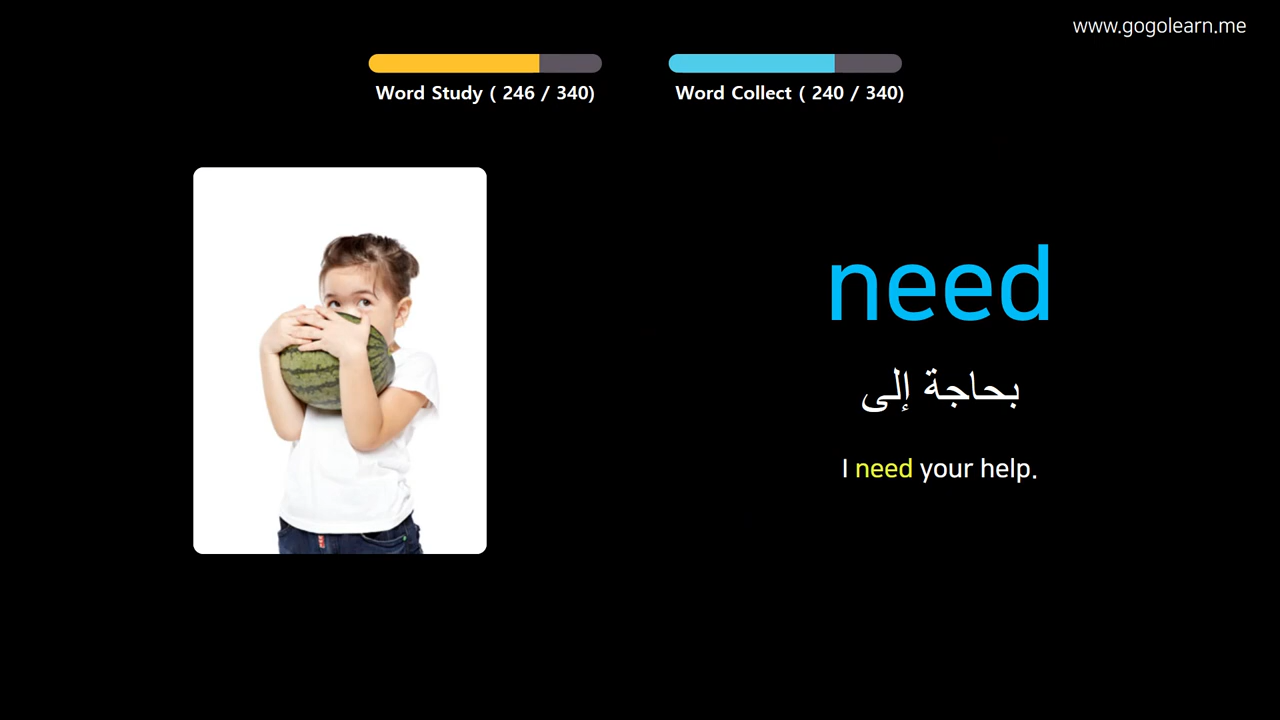 www.gogolearn.me
Word Study ( 246 / 340)
Word Collect ( 240 / 340)
need
بحاجة إلى
I need your help.